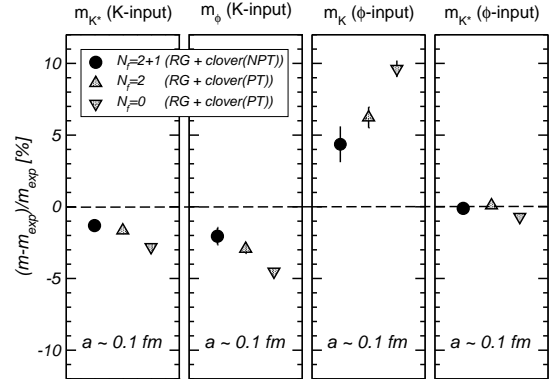 m_K* (K-input) m_ϕ (K-input) m_K (ϕ-input) m_K* (ϕ-input)
N_f=2+1 (RG + clover(NPT))
N_f=2 (RG + clover(PT))
N_f=0 (RG + clover(PT))
10
5
0
-5
-10
(m-m_exp)/m_exp [%]
a ~ 0.1 fm a ~ 0.1 fm a ~ 0.1 fm a ~ 0.1 fm